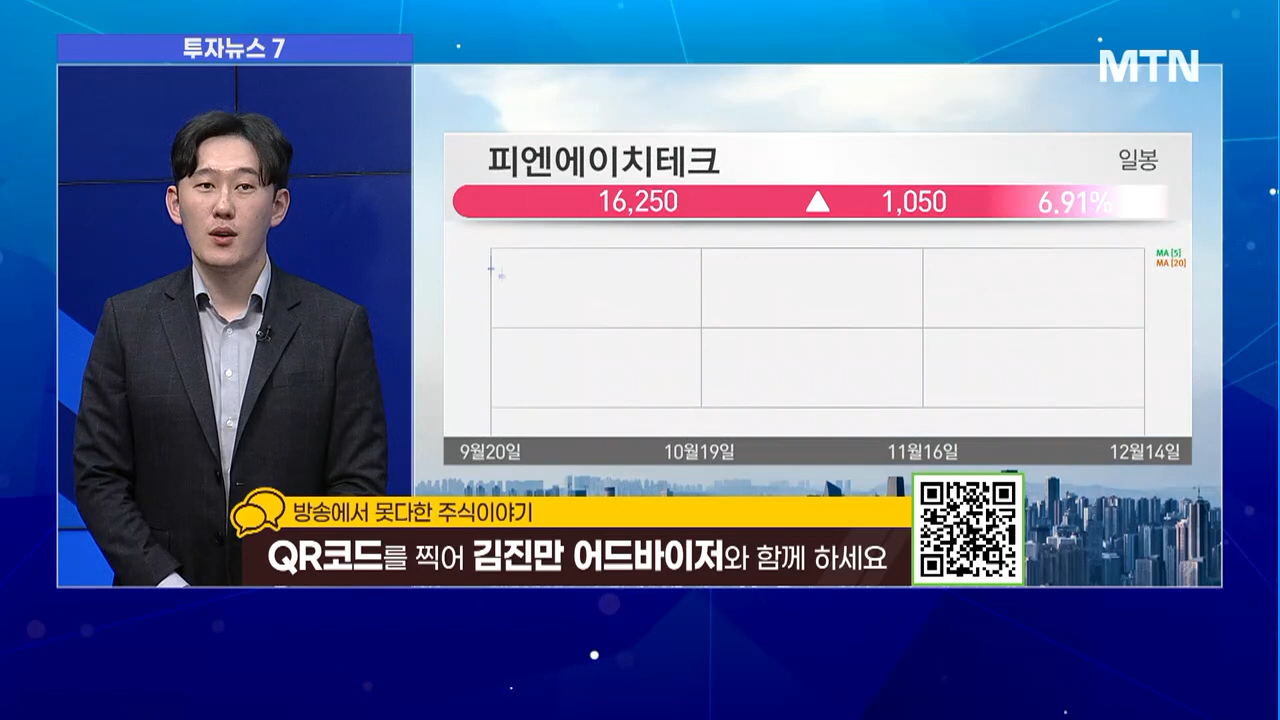 투자뉴스 7
MTN
피엔에이치테크
일봉
16,250 ▲ 1,050 6.91%
MA [5]
MA [20]
9월20일 10월19일 11월16일 12월14일
방송에서 못다한 주식이야기
QR코드를 찍어 김진만 어드바이저와 함께 하세요